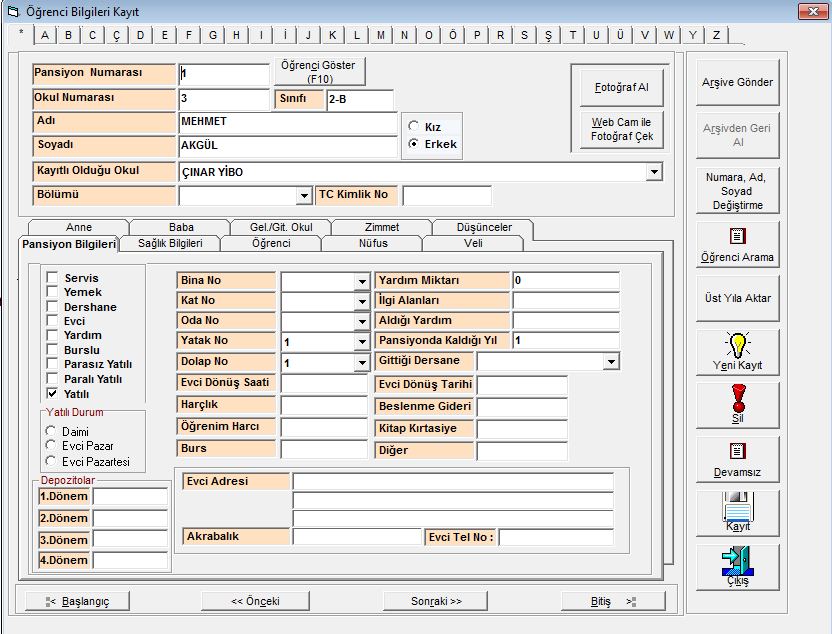 Öğrenci Bilgileri Kayıt
* A B C Ç D E F G H I İ J K L M N O Ö P R S Ş T U Ü V W Y Z
Pansiyon Numarası 1 Öğrenci Göster
(F10)
Okul Numarası 3 Sınıfı 2-B
Adı MEHMET
Soyadı AKGÜL
Kız
Erkek
Kayıtlı Olduğu Okul ÇINAR YİBO
Bölümü TC Kimlik No
Fotoğraf Al
Web Cam ile
Fotoğraf Çek
Anne Baba Gel./Git. Okul Zimmet Düşünceler
Pansiyon Bilgileri Sağlık Bilgileri Öğrenci Nüfus Veli
Servis
Yemek
Dershane
Evci
Yardım
Burslu
Parasız Yatılı
Paralı Yatılı
Yatılı
Yatılı Durum
Daimi
Evci Pazar
Evci Pazartesi
Depozitolar
1.Dönem
2.Dönem
3.Dönem
4.Dönem
Bina No Yardım Miktarı 0
Kat No İlgi Alanları
Oda No Aldığı Yardım
Yatak No 1 Pansiyonda Kaldığı Yıl 1
Dolap No 1 Gittiği Dersane
Evci Dönüş Saati Evci Dönüş Tarihi
Harçlık Beslenme Gideri
Öğrenim Harcı Kitap Kırtasiye
Burs Diğer
Evci Adresi
Akrabalık Evci Tel No :
Başlangıç << Önceki Sonraki >> Bitiş
Arşive Gönder
Arşivden Geri
Al
Numara, Ad,
Soyad
Değiştirme
Öğrenci Arama
Üst Yıla Aktar
Yeni Kayıt
Sil
Devamsız
Kayıt
Çıkış